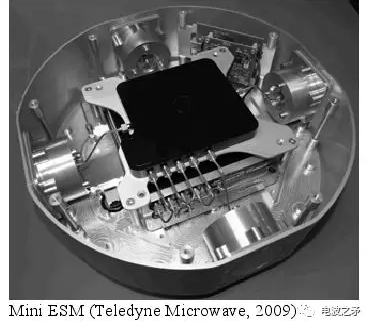 Mini ESM (Teledyne Microwave, 2009)
电波之矛